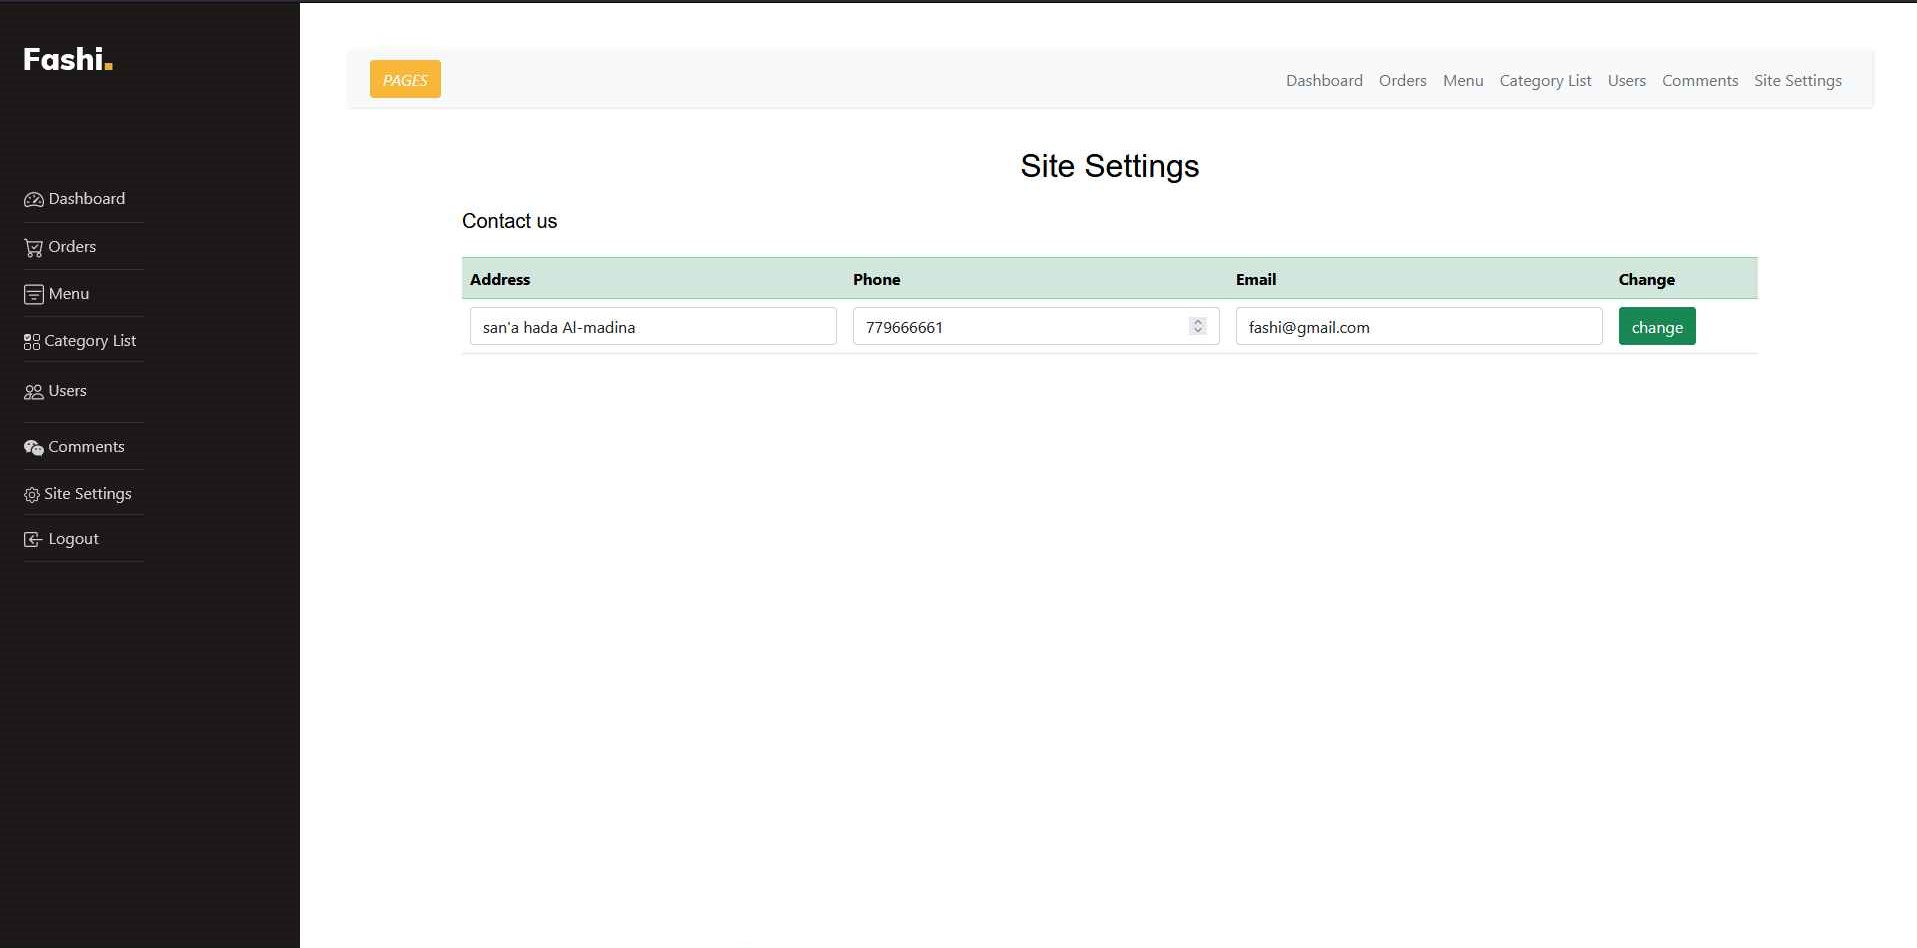 Fashi.
Dashboard
Orders
Menu
Category List
Users
Comments
Site Settings
Logout
PAGES
Dashboard Orders Menu Category List Users Comments Site Settings
Site Settings
Contact us
Address Phone Email Change
san'a hada Al-madina 779666661 fashi@gmail.com change